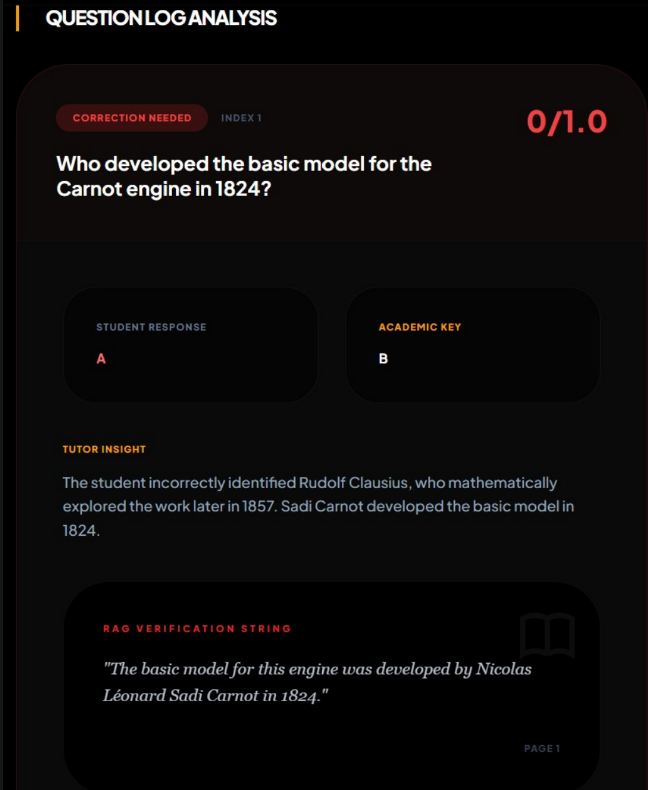 QUESTION LOG ANALYSIS
CORRECTION NEEDED INDEX 1
0/1.0
Who developed the basic model for the
Carnot engine in 1824?
STUDENT RESPONSE
A
ACADEMIC KEY
B
TUTOR INSIGHT
The student incorrectly identified Rudolf Clausius, who mathematically
explored the work later in 1857. Sadi Carnot developed the basic model in
1824.
RAG VERIFICATION STRING
"The basic model for this engine was developed by Nicolas
Léonard Sadi Carnot in 1824."
PAGE 1